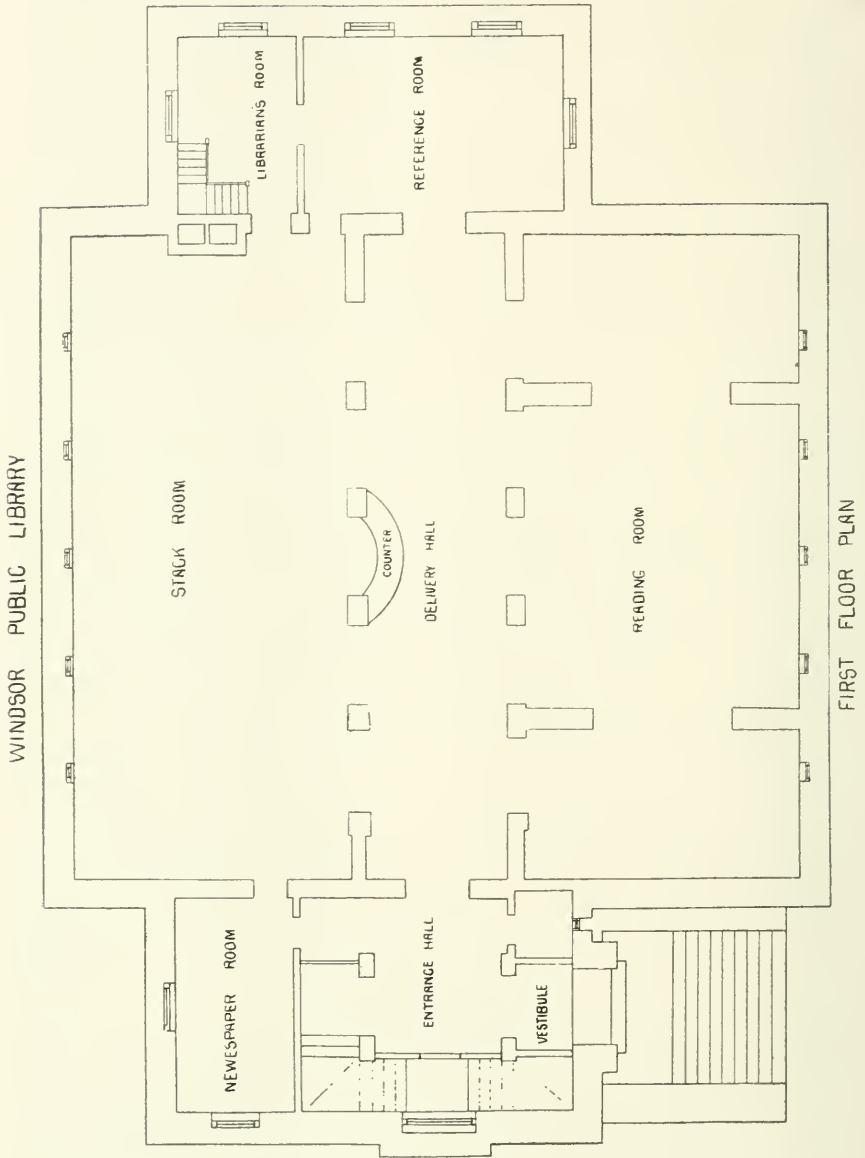 WINDSOR PUBLIC LIBRARY
STACK ROOM
NEWESPAPER ROOM
LIBRARIAN'S ROOM
COUNTER
ENTRANCE HALL
DELIVERY HALL
REFERENCE ROOM
VESTIBULE
READING ROOM
FIRST FLOOR PLAN